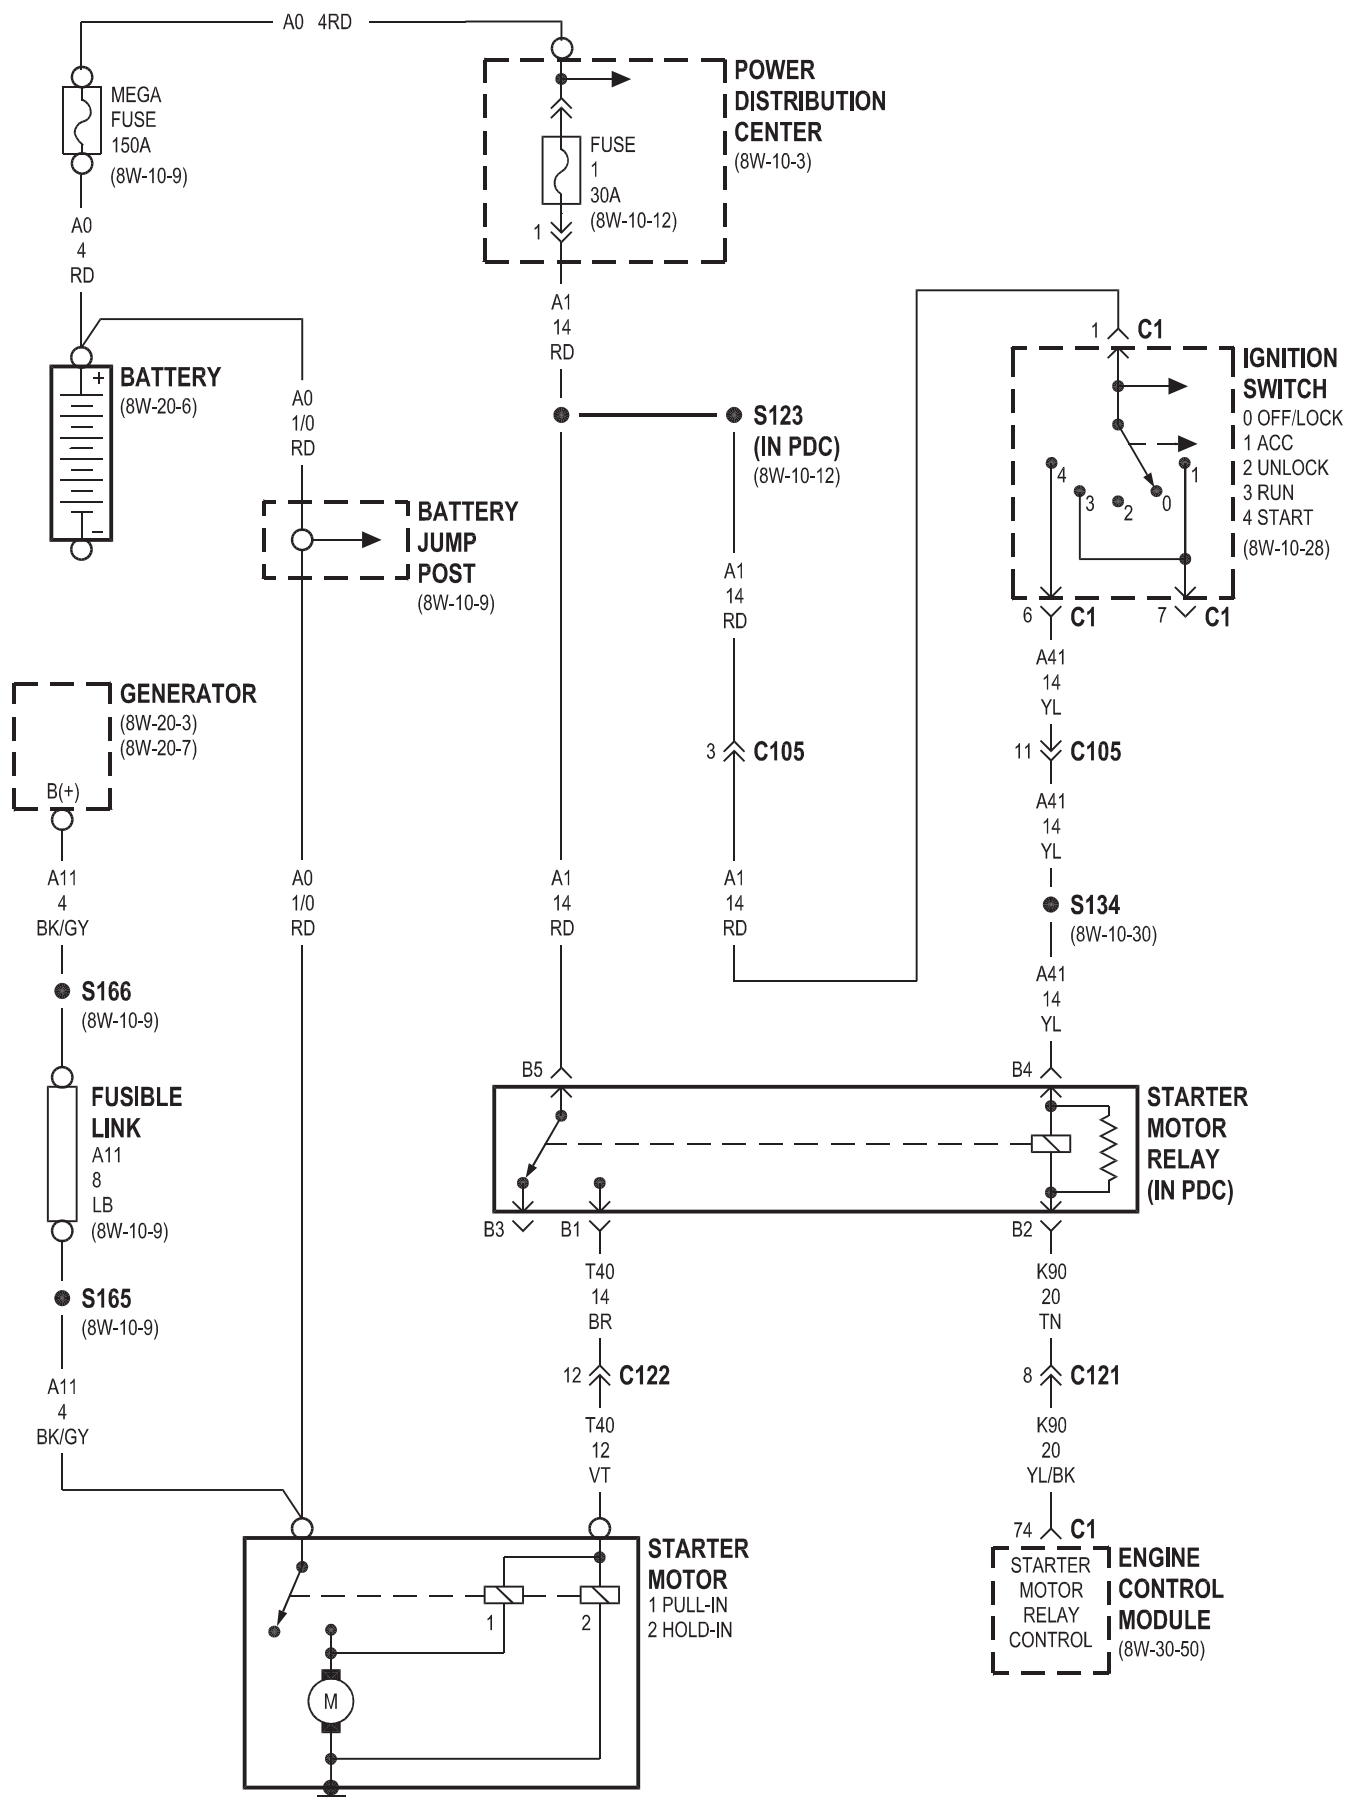 A0 4RD
MEGA
FUSE
150A
(8W-10-9)
POWER
DISTRIBUTION
CENTER
(8W-10-3)
FUSE
1
30A
(8W-10-12)
1
A0
4
RD
A1
14
RD
BATTERY
(8W-20-6)
+
−
A0
1/0
RD
BATTERY
JUMP
POST
(8W-10-9)
S123
(IN PDC)
(8W-10-12)
1 C1
IGNITION
SWITCH
0 OFF/LOCK
1 ACC
2 UNLOCK
3 RUN
4 START
(8W-10-28)
4
3
2
0
1
6 C1
7 C1
A1
14
RD
A41
14
YL
GENERATOR
(8W-20-3)
(8W-20-7)
B(+)
3 C105
11 C105
A41
14
YL
A11
4
BK/GY
A0
1/0
RD
A1
14
RD
A1
14
RD
S134
(8W-10-30)
S166
(8W-10-9)
A41
14
YL
B5
B4
FUSIBLE
LINK
A11
8
LB
(8W-10-9)
STARTER
MOTOR
RELAY
(IN PDC)
B3
B1
B2
S165
(8W-10-9)
T40
14
BR
K90
20
TN
12 C122
8 C121
A11
4
BK/GY
T40
12
VT
K90
20
YL/BK
74 C1
STARTER
MOTOR
1 PULL-IN
2 HOLD-IN
1
2
M
STARTER
MOTOR
RELAY
CONTROL
ENGINE
CONTROL
MODULE
(8W-30-50)